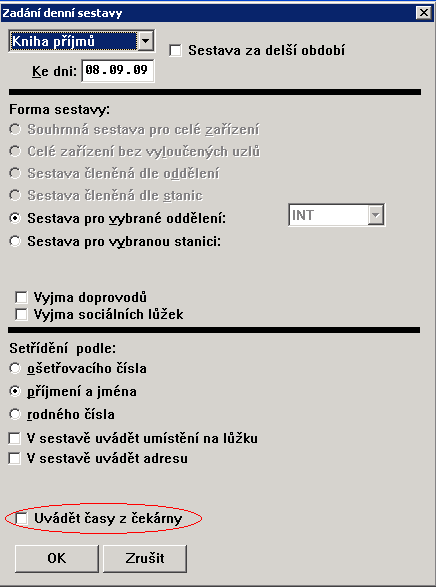 Zadání denní sestavy
Kniha příjmů
Sestava za delší období
Ke dni: 08.09.09
Forma sestavy:
Souhrnná sestava pro celé zařízení
Celé zařízení bez vyloučených uzlů
Sestava členěná dle oddělení
Sestava členěná dle stanic
Sestava pro vybrané oddělení: INT
Sestava pro vybranou stanici:
Vyjma doprovodů
Vyjma sociálních lůžek
Setřídění podle:
ošetřovacího čísla
příjmení a jména
rodného čísla
V sestavě uvádět umístění na lůžku
V sestavě uvádět adresu
Uvádět časy z čekárny
OK Zrušit